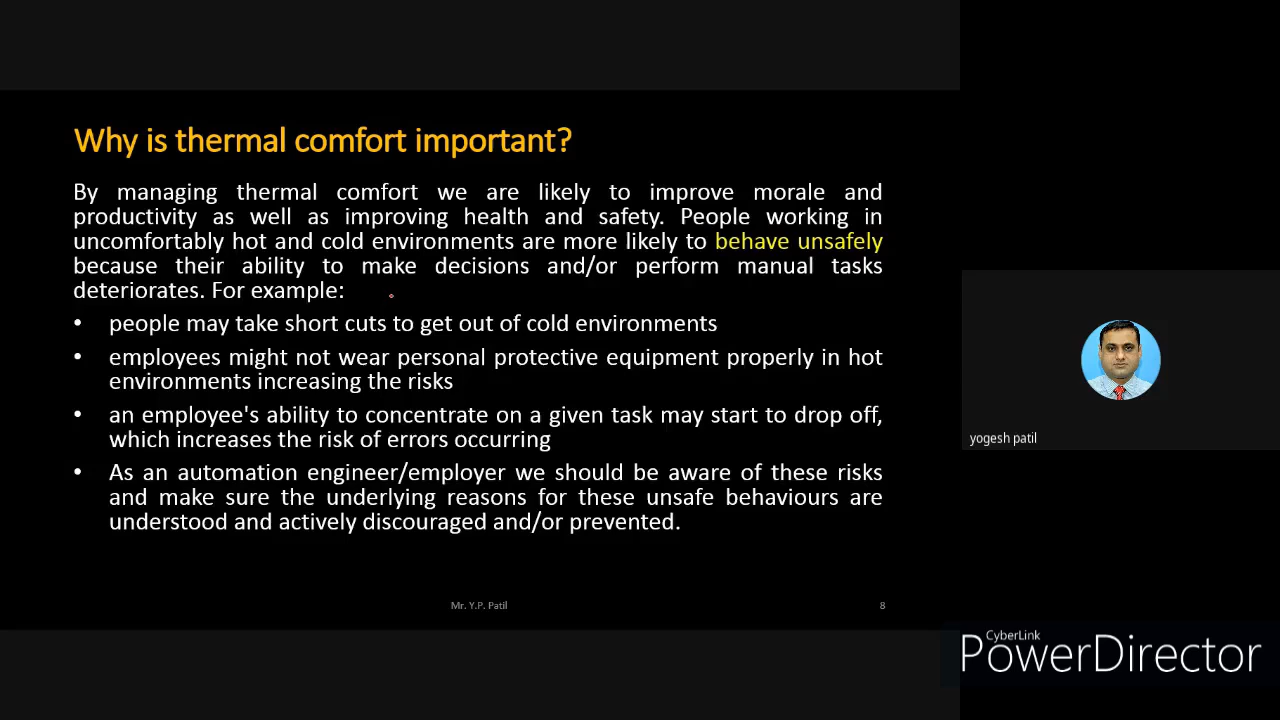 Why is thermal comfort important?
By managing thermal comfort we are likely to improve morale and
productivity as well as improving health and safety. People working in
uncomfortably hot and cold environments are more likely to behave unsafely
because their ability to make decisions and/or perform manual tasks
deteriorates. For example:
• people may take short cuts to get out of cold environments
• employees might not wear personal protective equipment properly in hot
environments increasing the risks
• an employee's ability to concentrate on a given task may start to drop off,
which increases the risk of errors occurring
• As an automation engineer/employer we should be aware of these risks
and make sure the underlying reasons for these unsafe behaviours are
understood and actively discouraged and/or prevented.
Mr. Y.P. Patil
8
yogesh patil
CyberLink
PowerDirector